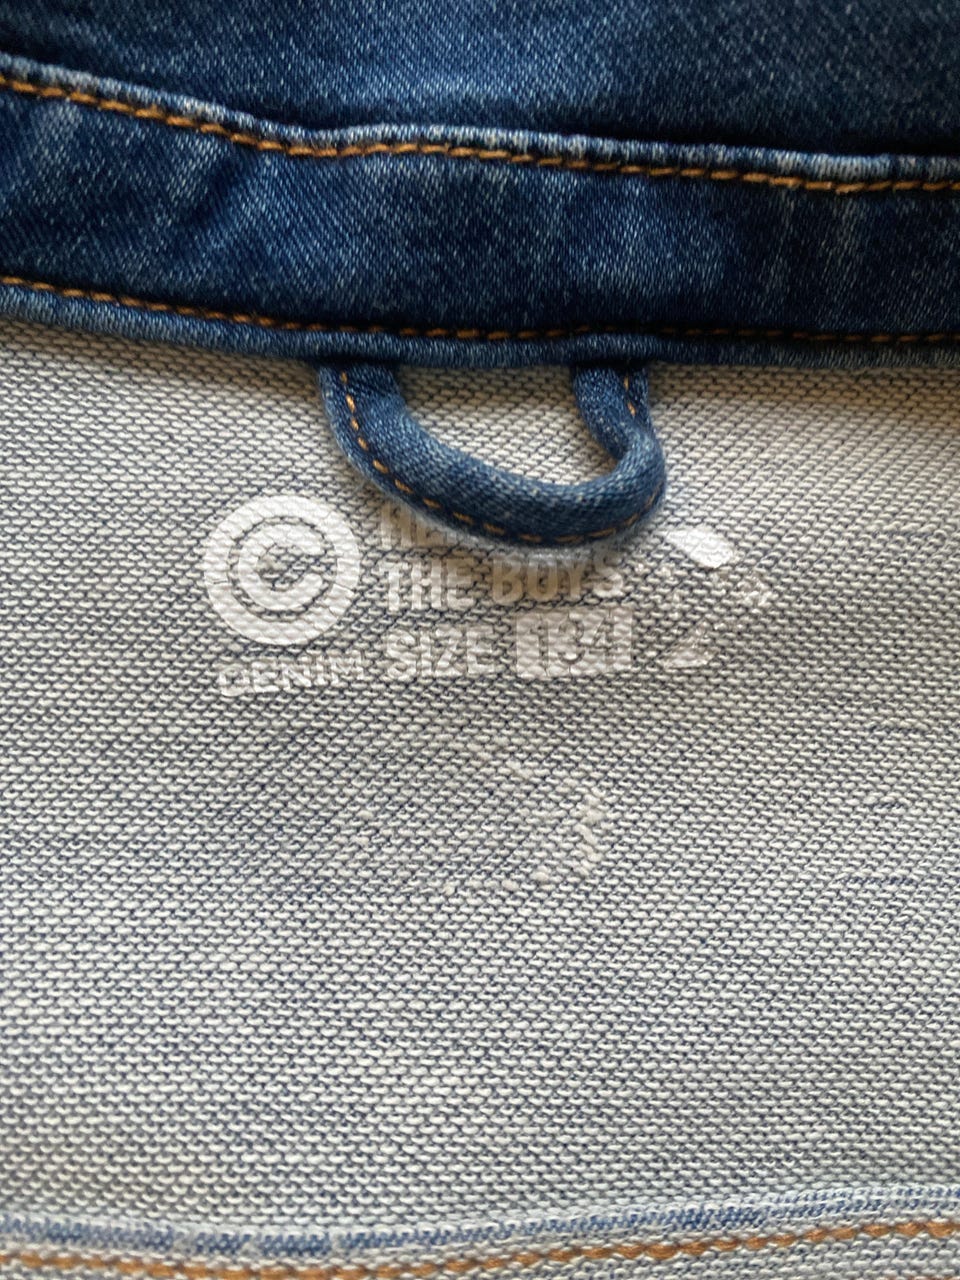 ©
THE BOYS
DENIM
SIZE 134